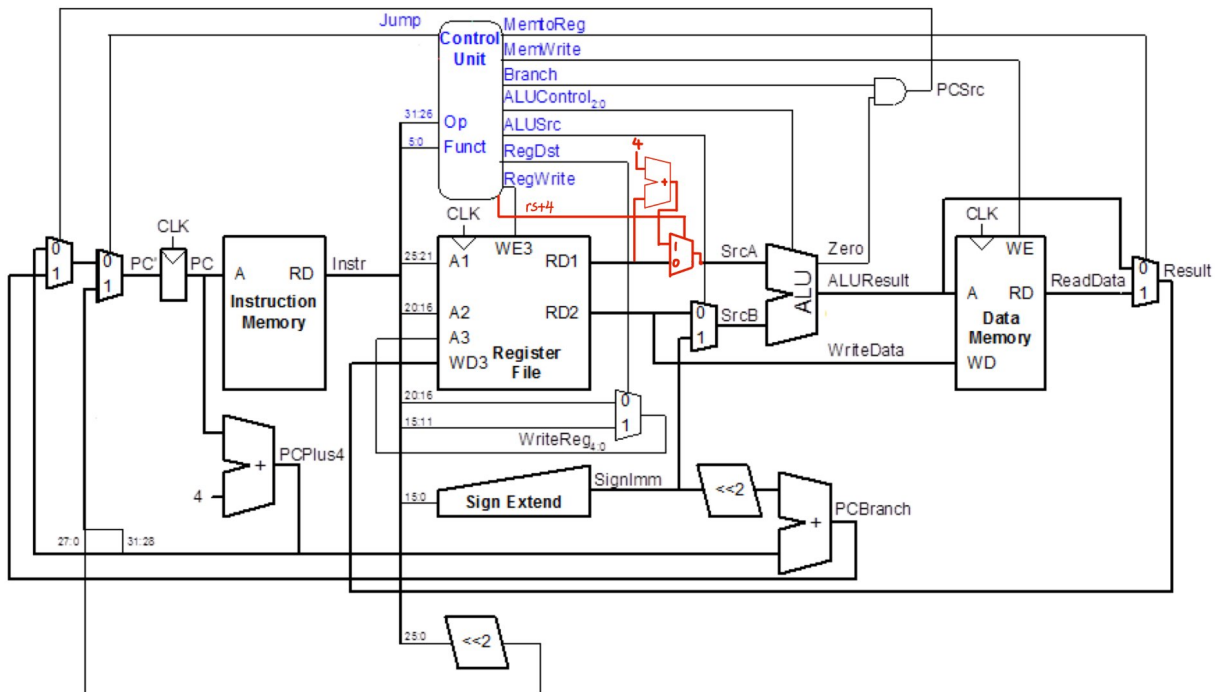 Jump
Control Unit
MemtoReg
MemWrite
Branch
ALUControl2:0
ALUSrc
RegDst
RegWrite
PCSrc
31:26
Op
5:0
Funct
4
+
rs+4
CLK
CLK
CLK
0
1
0
1
PC'
PC
A
RD
Instruction Memory
Instr
25:21
A1
WE3
RD1
1
0
SrcA
Zero
ALU
ALUResult
WE
A
RD
ReadData
0
1
Result
20:16
A2
RD2
0
1
SrcB
A3
WD3
Register File
WriteData
Data Memory
WD
20:16
0
15:11
1
WriteReg4:0
PCPlus4
+
4
15:0
Sign Extend
SignImm
<<2
+
PCBranch
27:0
31:28
25:0
<<2